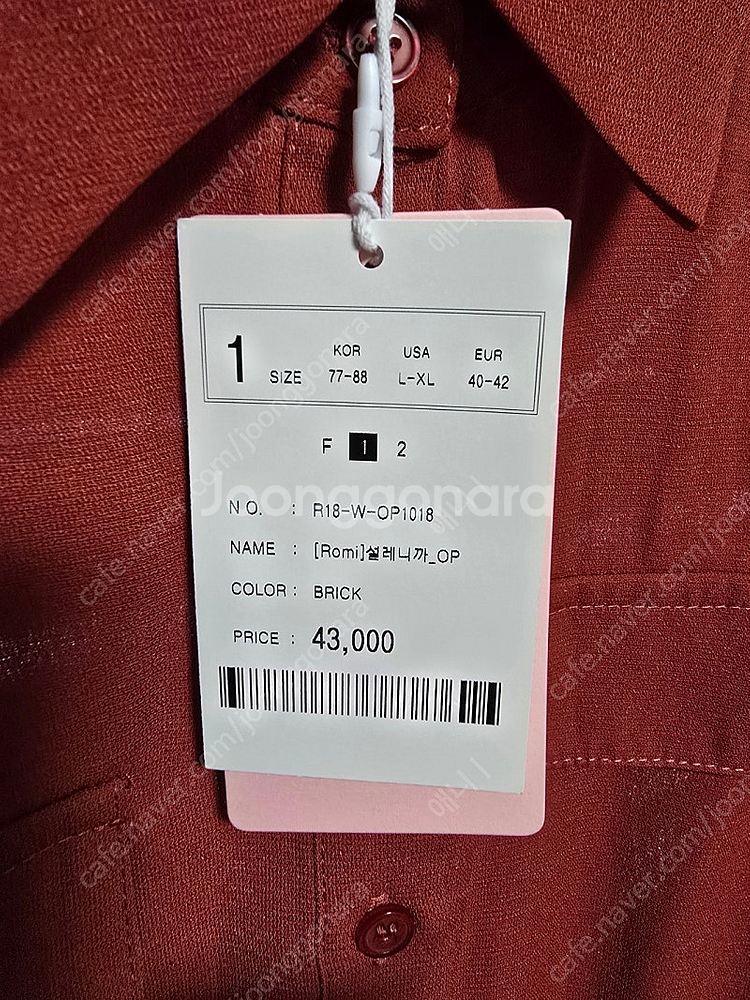 1 SIZE KOR USA EUR
77-88 L-XL 40-42
F 1 2
Joonggonara
NO. : R18-W-OP1018
NAME : [Romi]설레니까_OP
COLOR : BRICK
PRICE : 43,000
cafe.naver.com/joonggonara